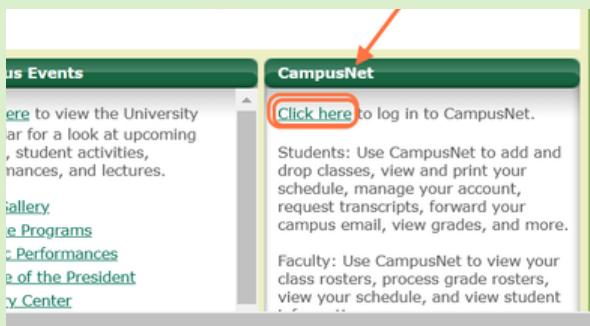 us Events
ere to view the University
ar for a look at upcoming
, student activities,
mances, and lectures.
Gallery
e Programs
c Performances
e of the President
ry Center
CampusNet
Click here to log in to CampusNet.
Students: Use CampusNet to add and
drop classes, view and print your
schedule, manage your account,
request transcripts, forward your
campus email, view grades, and more.
Faculty: Use CampusNet to view your
class rosters, process grade rosters,
view your schedule, and view student